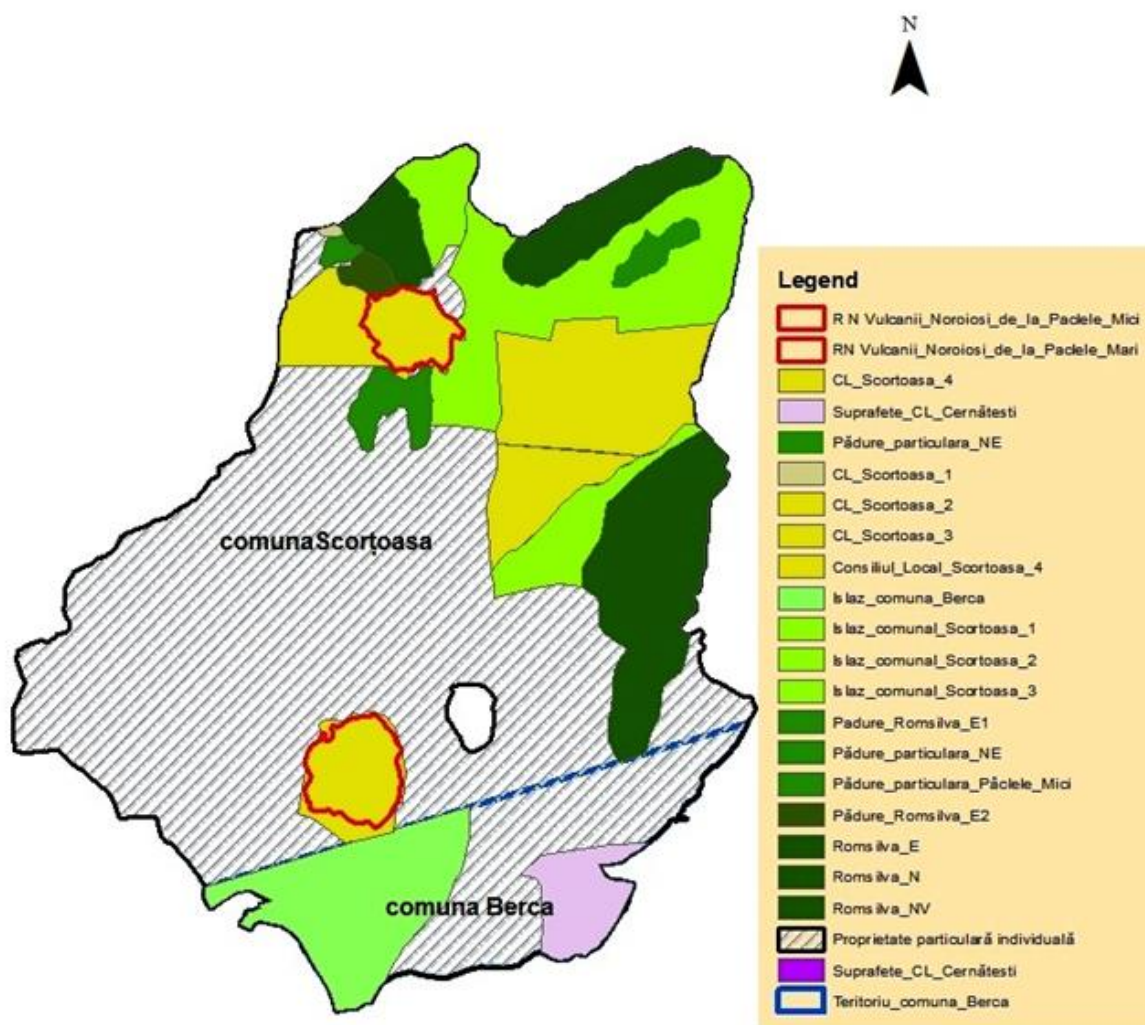 N
comunaScorțoasa
comuna Berca
Legend
R N Vulcanii_Noroiosi_de_la_Paclele_Mici
RN Vulcanii_Noroiosi_de_la_Paclele_Mari
CL_Scortoasa_4
Suprafete_CL_Cernătesti
Pădure_particulara_NE
CL_Scortoasa_1
CL_Scortoasa_2
CL_Scortoasa_3
Consiliul_Local_Scortoasa_4
Islaz_comuna_Berca
Islaz_comunal_Scortoasa_1
Islaz_comunal_Scortoasa_2
Islaz_comunal_Scortoasa_3
Padure_Romsilva_E1
Pădure_particulara_NE
Pădure_particulara_Pâclele_Mici
Pădure_Romsilva_E2
Romsilva_E
Romsilva_N
Romsilva_NV
Proprietate particulară individuală
Suprafete_CL_Cernătesti
Teritoriu_comuna_Berca